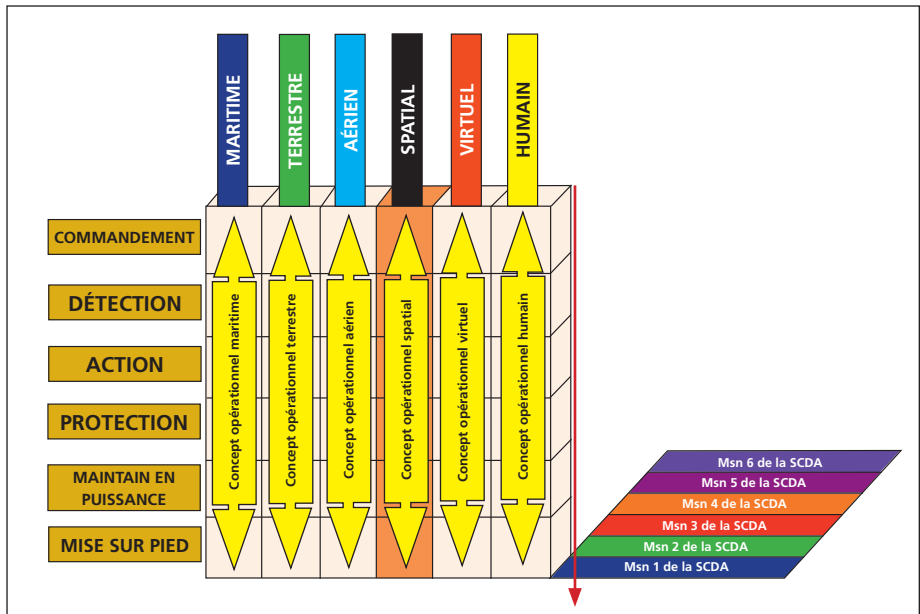 MARITIME
TERRESTRE
AÉRIEN
SPATIAL
VIRTUEL
HUMAIN
COMMANDEMENT
DÉTECTION
ACTION
PROTECTION
MAINTAIN EN
PUISSANCE
MISE SUR PIED
Concept opérationnel maritime
Concept opérationnel terrestre
Concept opérationnel aérien
Concept opérationnel spatial
Concept opérationnel virtuel
Concept opérationnel humain
Msn 6 de la SCDA
Msn 5 de la SCDA
Msn 4 de la SCDA
Msn 3 de la SCDA
Msn 2 de la SCDA
Msn 1 de la SCDA